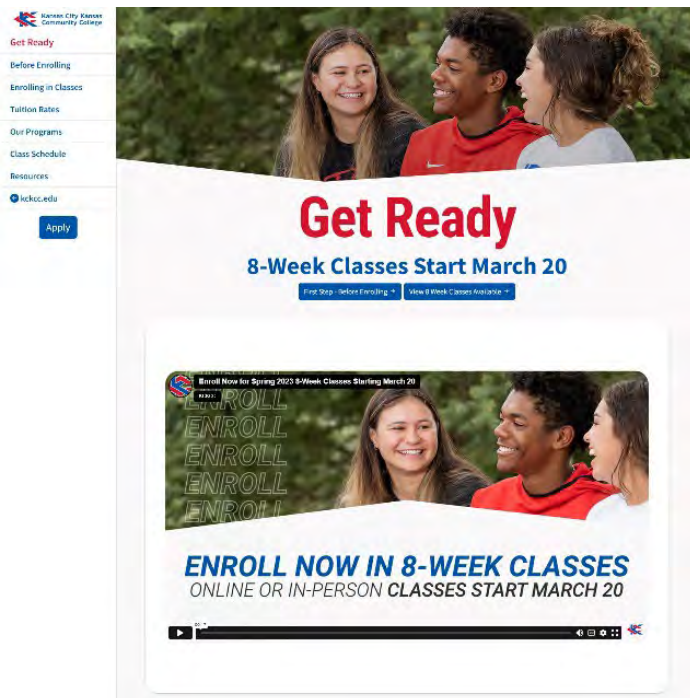 Kansas City Kansas
Community College
Get Ready
Before Enrolling
Enrolling in Classes
Tuition Rates
Our Programs
Class Schedule
Resources
kckcc.edu
Apply
Get Ready
8-Week Classes Start March 20
First Step - Before Enrolling → View 8 Week Classes Available →
Enroll Now for Spring 2023 8-Week Classes Starting March 20
ENROLL
ENROLL
ENROLL
ENROLL
ENROLL
ENROLL NOW IN 8-WEEK CLASSES
ONLINE OR IN-PERSON CLASSES START MARCH 20